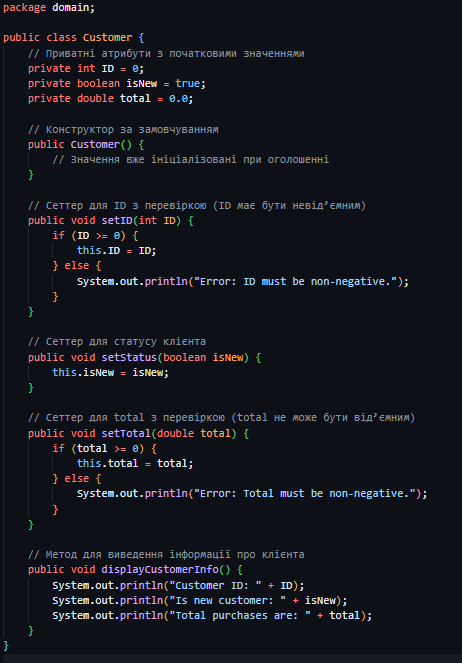 package domain;
public class Customer {
// Приватні атрибути з початковими значеннями
private int ID = 0;
private boolean isNew = true;
private double total = 0.0;
// Конструктор за замовчуванням
public Customer() {
// Значення вже ініціалізовані при оголошенні
}
// Сеттер для ID з перевіркою (ID має бути невід’ємним)
public void setID(int ID) {
if (ID >= 0) {
this.ID = ID;
} else {
System.out.println("Error: ID must be non-negative.");
}
}
// Сеттер для статусу клієнта
public void setStatus(boolean isNew) {
this.isNew = isNew;
}
// Сеттер для total з перевіркою (total не може бути від’ємним)
public void setTotal(double total) {
if (total >= 0) {
this.total = total;
} else {
System.out.println("Error: Total must be non-negative.");
}
}
// Метод для виведення інформації про клієнта
public void displayCustomerInfo() {
System.out.println("Customer ID: " + ID);
System.out.println("Is new customer: " + isNew);
System.out.println("Total purchases are: " + total);
}
}